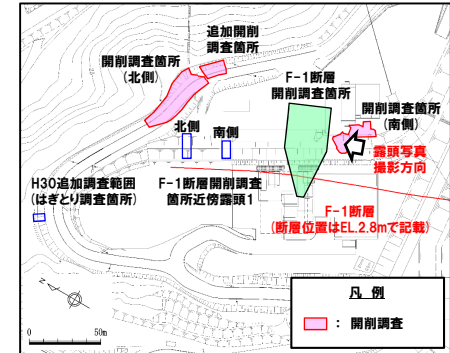 追加開削
調査箇所
開削調査箇所
(北側)
F-1断層
開削調査箇所
開削調査箇所
(南側)
北側
南側
露頭写真
撮影方向
H30追加調査範囲
(はぎとり調査箇所)
F-1断層開削調査
箇所近傍露頭1
F-1断層
(断層位置はEL.2.8mで記載)
N
0
50m
凡 例
: 開削調査